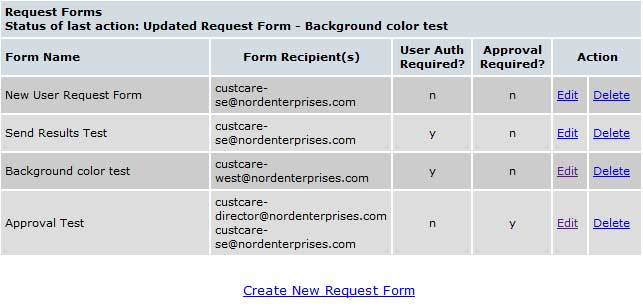 Request Forms
Status of last action: Updated Request Form - Background color test
Form Name Form Recipient(s) User Auth Required? Approval Required? Action
New User Request Form custcare-se@nordenterprises.com n n Edit Delete
Send Results Test custcare-se@nordenterprises.com y n Edit Delete
Background color test custcare-west@nordenterprises.com y n Edit Delete
Approval Test custcare-director@nordenterprises.com custcare-se@nordenterprises.com n y Edit Delete
Create New Request Form